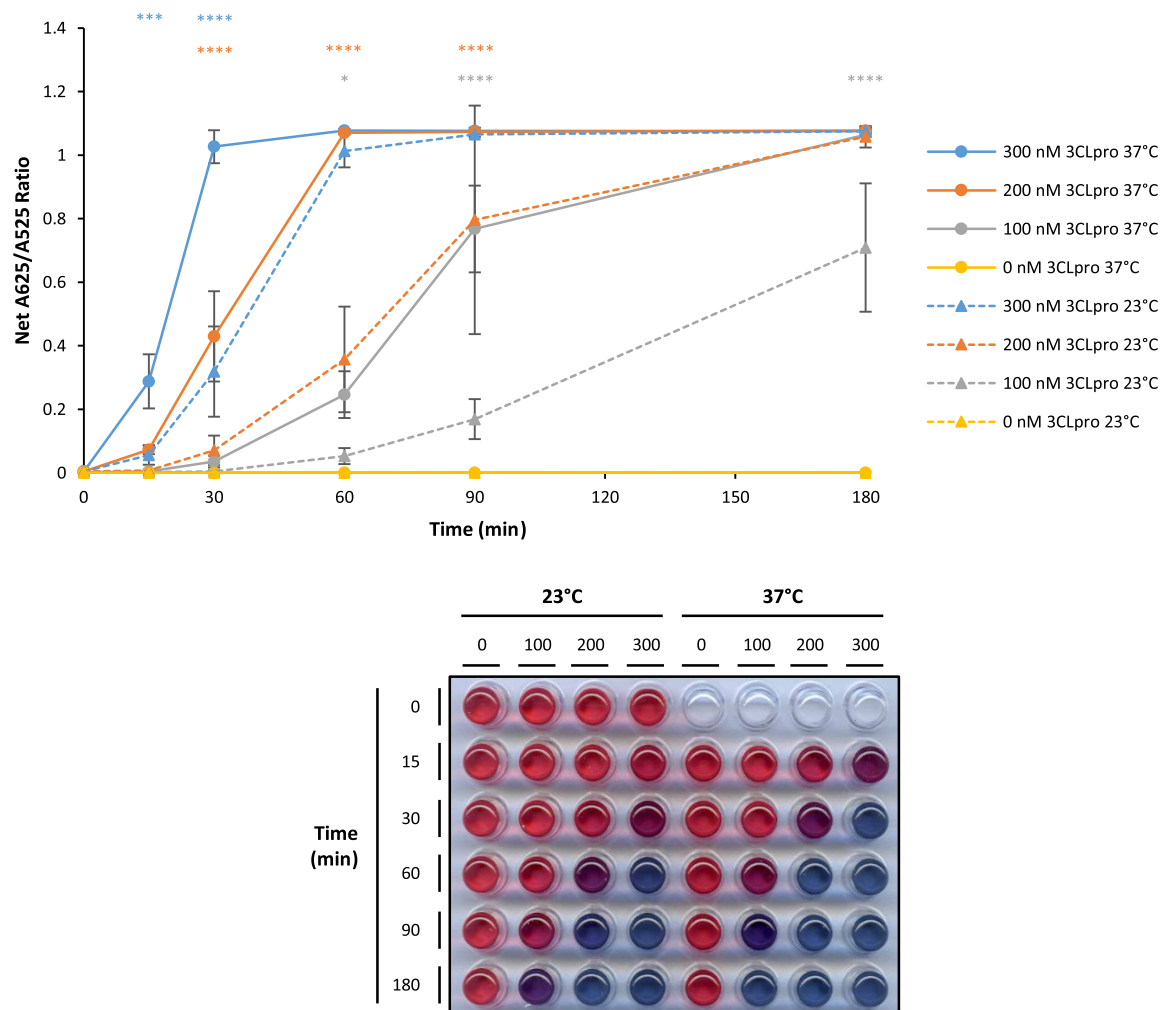 *** ****
**** **** ****
* **** ****
1.4
1.2
1
0.8
0.6
0.4
0.2
0
Net A625/A525 Ratio
0 30 60 90 120 150 180
Time (min)
300 nM 3CLpro 37°C
200 nM 3CLpro 37°C
100 nM 3CLpro 37°C
0 nM 3CLpro 37°C
300 nM 3CLpro 23°C
200 nM 3CLpro 23°C
100 nM 3CLpro 23°C
0 nM 3CLpro 23°C
23°C 37°C
0 100 200 300 0 100 200 300
Time
(min)
0
15
30
60
90
180